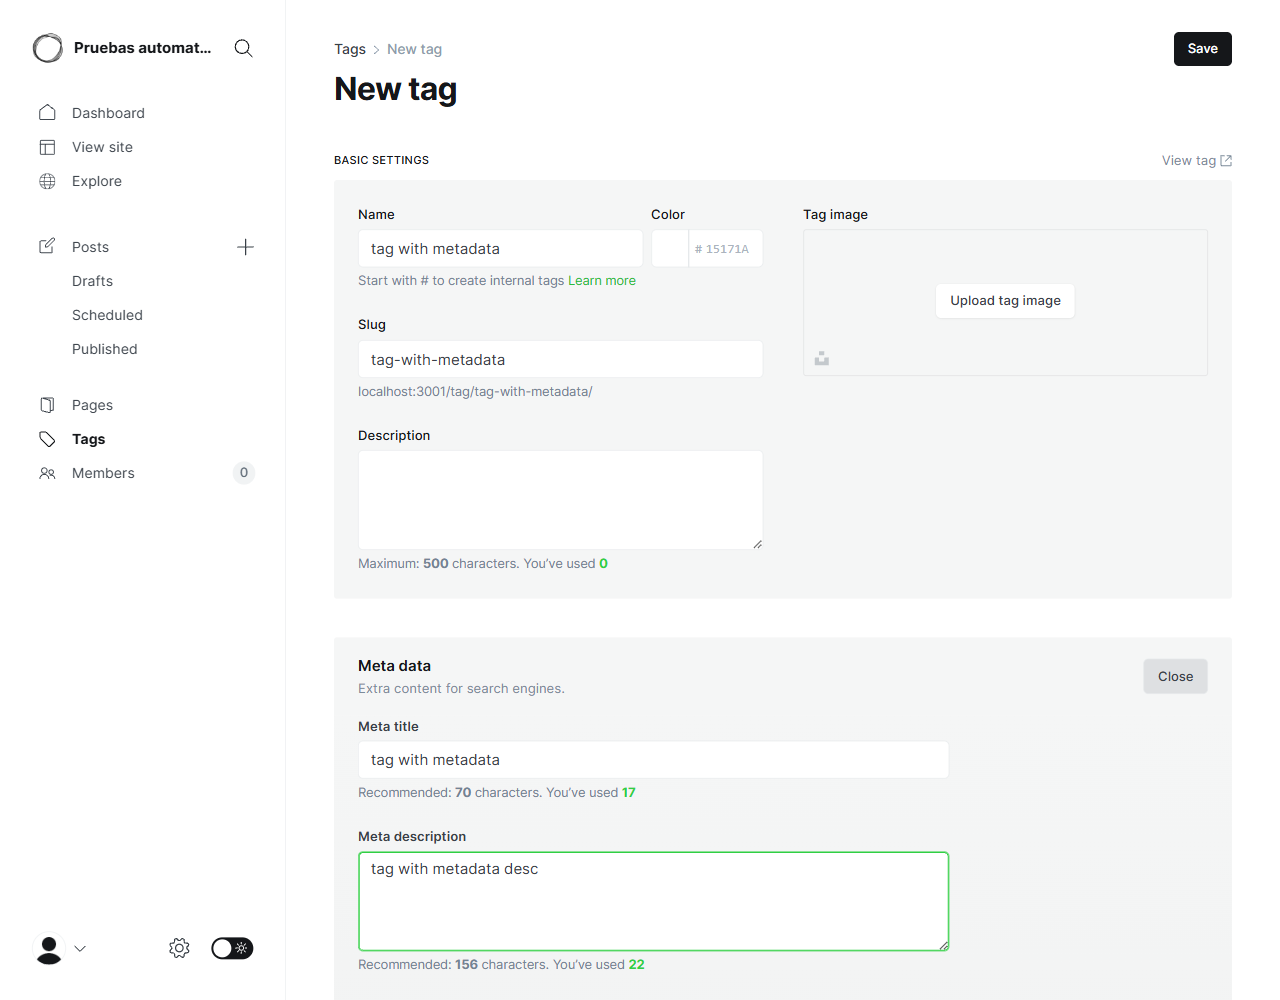 Pruebas automat...
Dashboard
View site
Explore
Posts
Drafts
Scheduled
Published
Pages
Tags
Members
0
Tags > New tag
Save
New tag
BASIC SETTINGS
View tag
Name
tag with metadata
Start with # to create internal tags Learn more
Color
# 15171A
Slug
tag-with-metadata
localhost:3001/tag/tag-with-metadata/
Description
Maximum: 500 characters. You’ve used 0
Tag image
Upload tag image
Meta data
Extra content for search engines.
Close
Meta title
tag with metadata
Recommended: 70 characters. You’ve used 17
Meta description
tag with metadata desc
Recommended: 156 characters. You’ve used 22